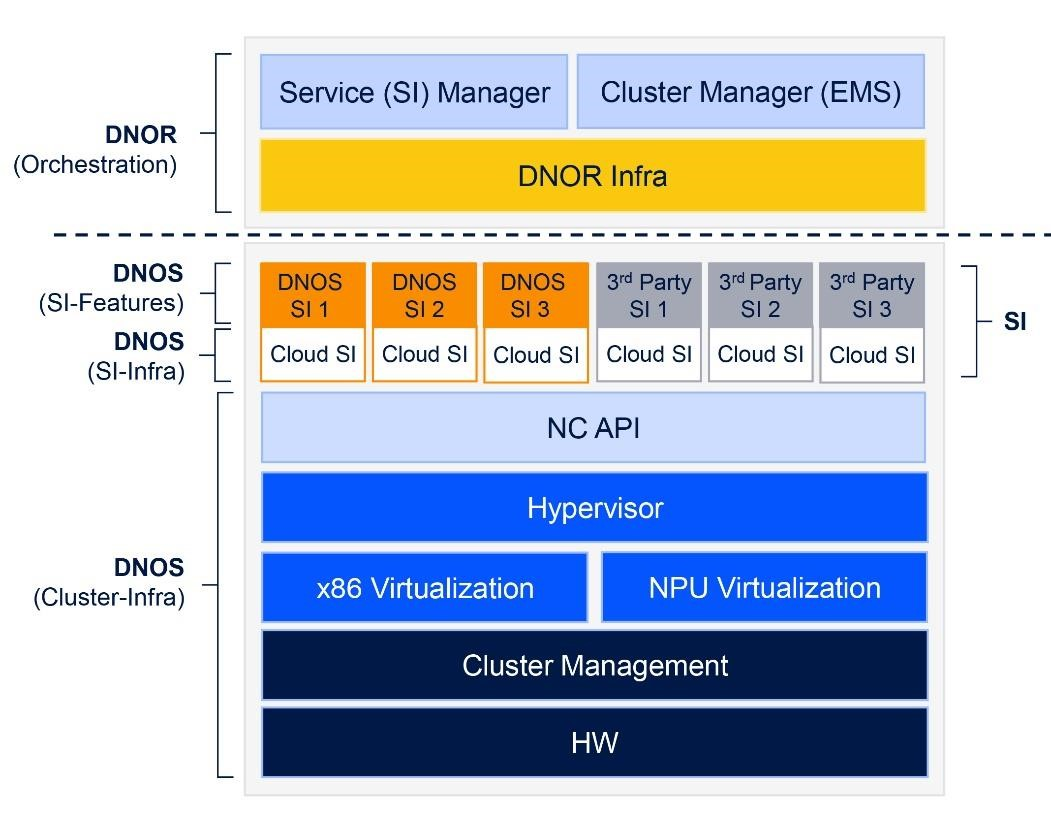 Service (SI) Manager
Cluster Manager (EMS)
DNOR
(Orchestration)
DNOR Infra
DNOS
(SI-Features)
DNOS
SI 1
DNOS
SI 2
DNOS
SI 3
3rd Party
SI 1
3rd Party
SI 2
3rd Party
SI 3
SI
DNOS
(SI-Infra)
Cloud SI
Cloud SI
Cloud SI
Cloud SI
Cloud SI
Cloud SI
NC API
Hypervisor
DNOS
(Cluster-Infra)
x86 Virtualization
NPU Virtualization
Cluster Management
HW